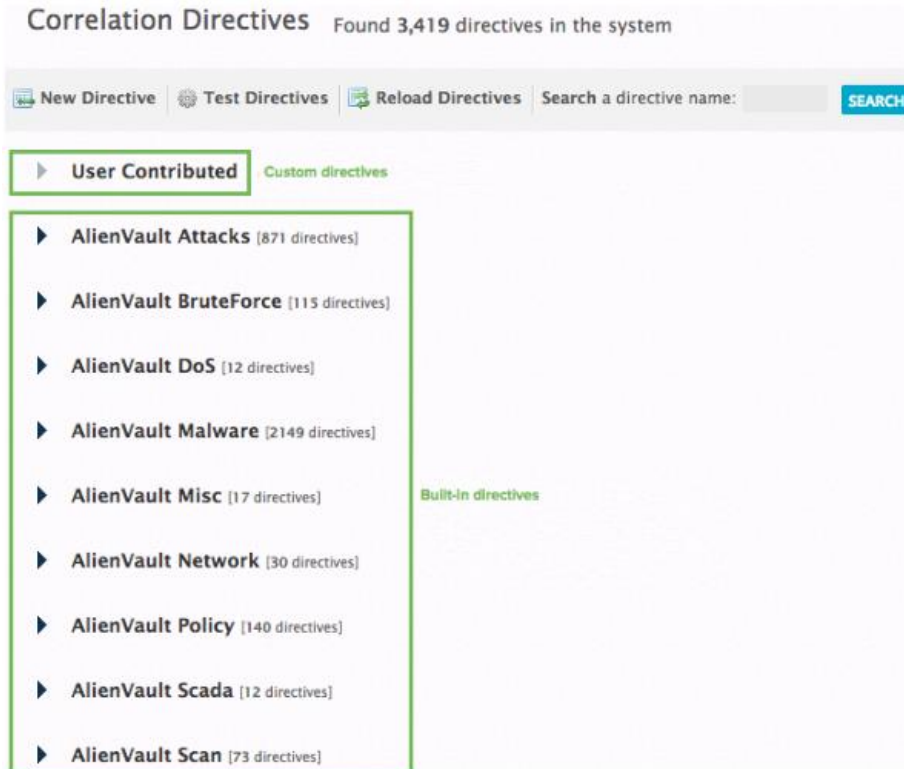 Correlation Directives Found 3,419 directives in the system
New Directive Test Directives Reload Directives Search a directive name: SEARCH
User Contributed Custom directives
AlienVault Attacks [871 directives]
AlienVault BruteForce [115 directives]
AlienVault DoS [12 directives]
AlienVault Malware [2149 directives]
AlienVault Misc [17 directives] Built-in directives
AlienVault Network [30 directives]
AlienVault Policy [140 directives]
AlienVault Scada [12 directives]
AlienVault Scan [73 directives]